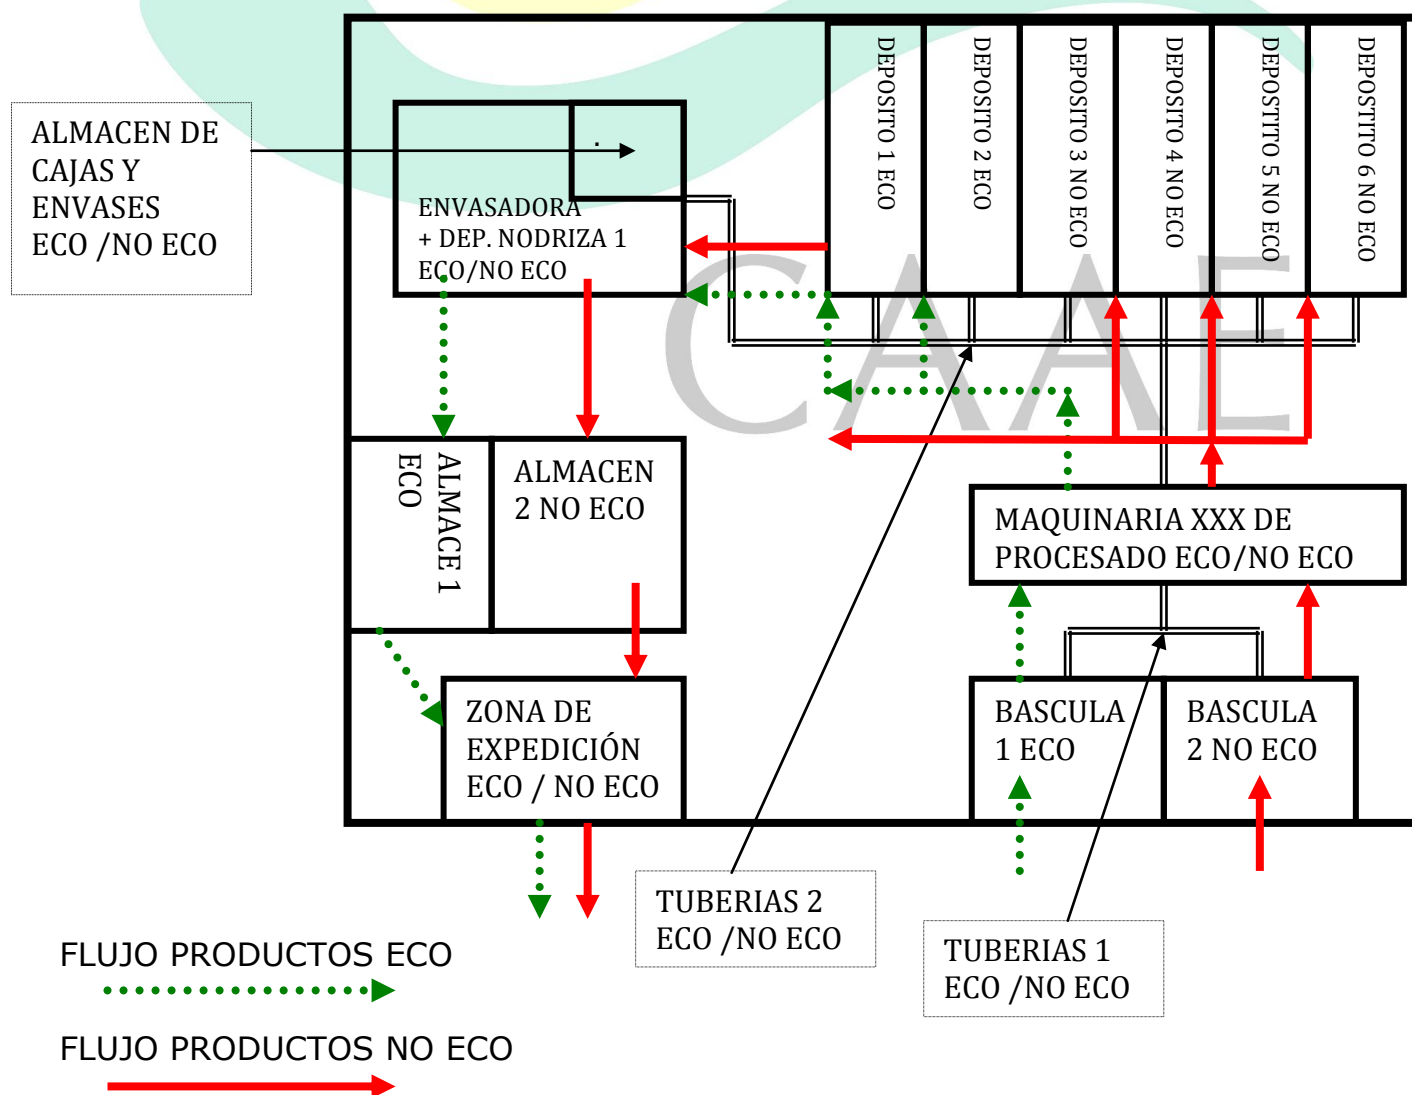 DEPOSITO 1 ECO
DEPOSITO 2 ECO
DEPOSITO 3 NO ECO
DEPOSITO 4 NO ECO
DEPOSTITO 5 NO ECO
DEPOSTITO 6 NO ECO
ALMACEN DE
CAJAS Y
ENVASES
ECO /NO ECO
.
ENVASADORA
+ DEP. NODRIZA 1
ECO/NO ECO
CAAE
ALMACE 1
ECO
ALMACEN
2 NO ECO
MAQUINARIA XXX DE
PROCESADO ECO/NO ECO
ZONA DE
EXPEDICIÓN
ECO / NO ECO
BASCULA
1 ECO
BASCULA
2 NO ECO
TUBERIAS 2
ECO /NO ECO
TUBERIAS 1
ECO /NO ECO
FLUJO PRODUCTOS ECO
FLUJO PRODUCTOS NO ECO